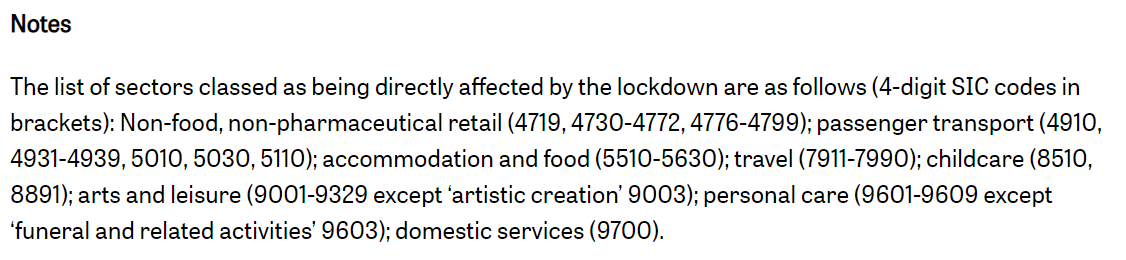 Notes
The list of sectors classed as being directly affected by the lockdown are as follows (4-digit SIC codes in
brackets): Non-food, non-pharmaceutical retail (4719, 4730-4772, 4776-4799); passenger transport (4910,
4931-4939, 5010, 5030, 5110); accommodation and food (5510-5630); travel (7911-7990); childcare (8510,
8891); arts and leisure (9001-9329 except ‘artistic creation’ 9003); personal care (9601-9609 except
‘funeral and related activities’ 9603); domestic services (9700).